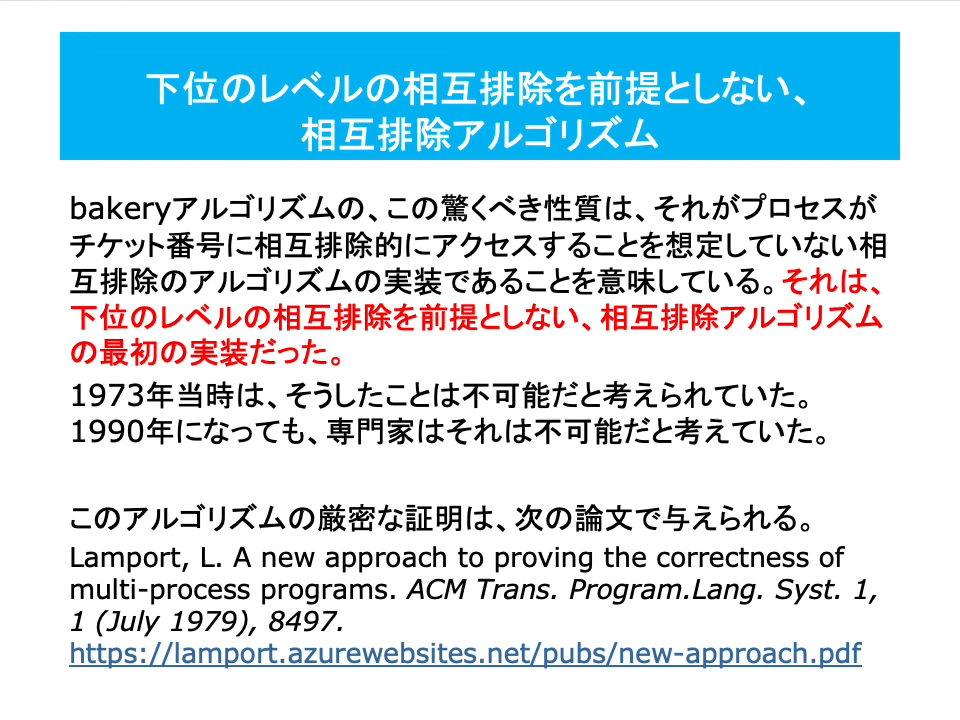 下位のレベルの相互排除を前提としない、
相互排除アルゴリズム
bakeryアルゴリズムの、この驚くべき性質は、それがプロセスが
チケット番号に相互排除的にアクセスすることを想定していない相
互排除のアルゴリズムの実装であることを意味している。それは、
下位のレベルの相互排除を前提としない、相互排除アルゴリズム
の最初の実装だった。
1973年当時は、そうしたことは不可能だと考えられていた。
1990年になっても、専門家はそれは不可能だと考えていた。
このアルゴリズムの厳密な証明は、次の論文で与えられる。
Lamport, L. A new approach to proving the correctness of
multi-process programs. ACM Trans. Program.Lang. Syst. 1,
1 (July 1979), 8497.
https://lamport.azurewebsites.net/pubs/new-approach.pdf